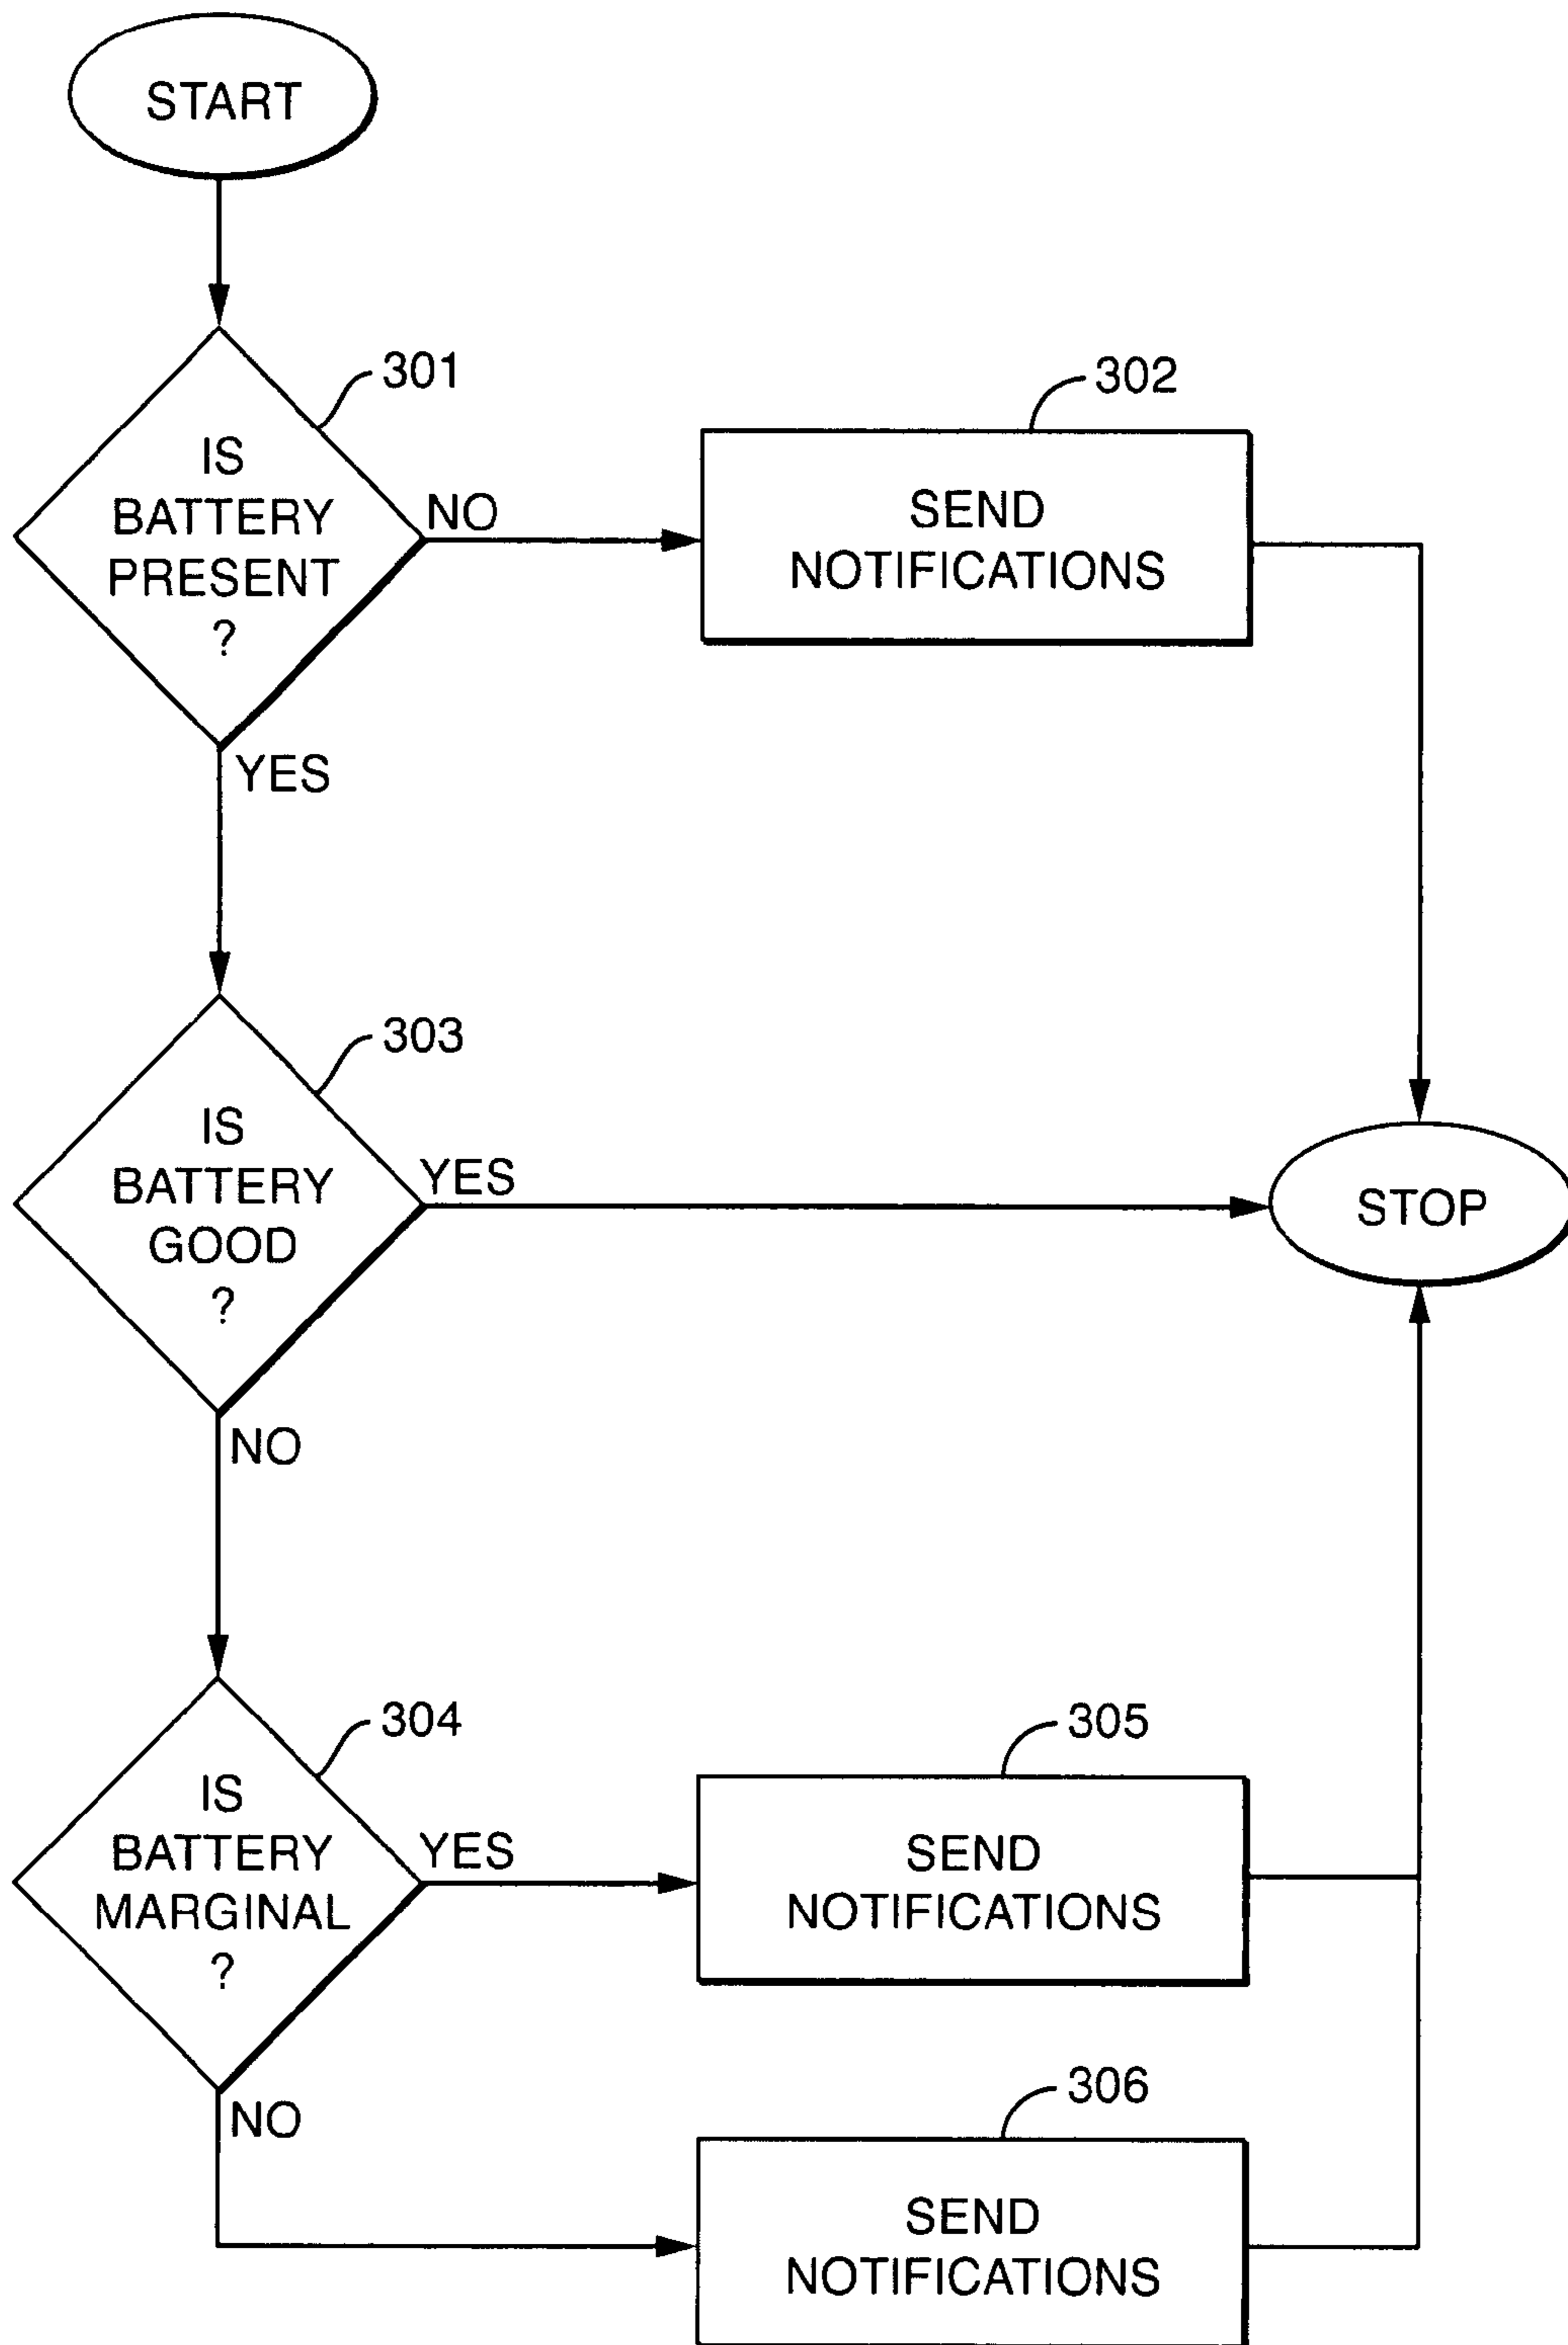 START
301
IS
BATTERY
PRESENT
?
NO
302
SEND
NOTIFICATIONS
YES
303
IS
BATTERY
GOOD
?
YES
STOP
NO
304
IS
BATTERY
MARGINAL
?
YES
305
SEND
NOTIFICATIONS
NO
306
SEND
NOTIFICATIONS